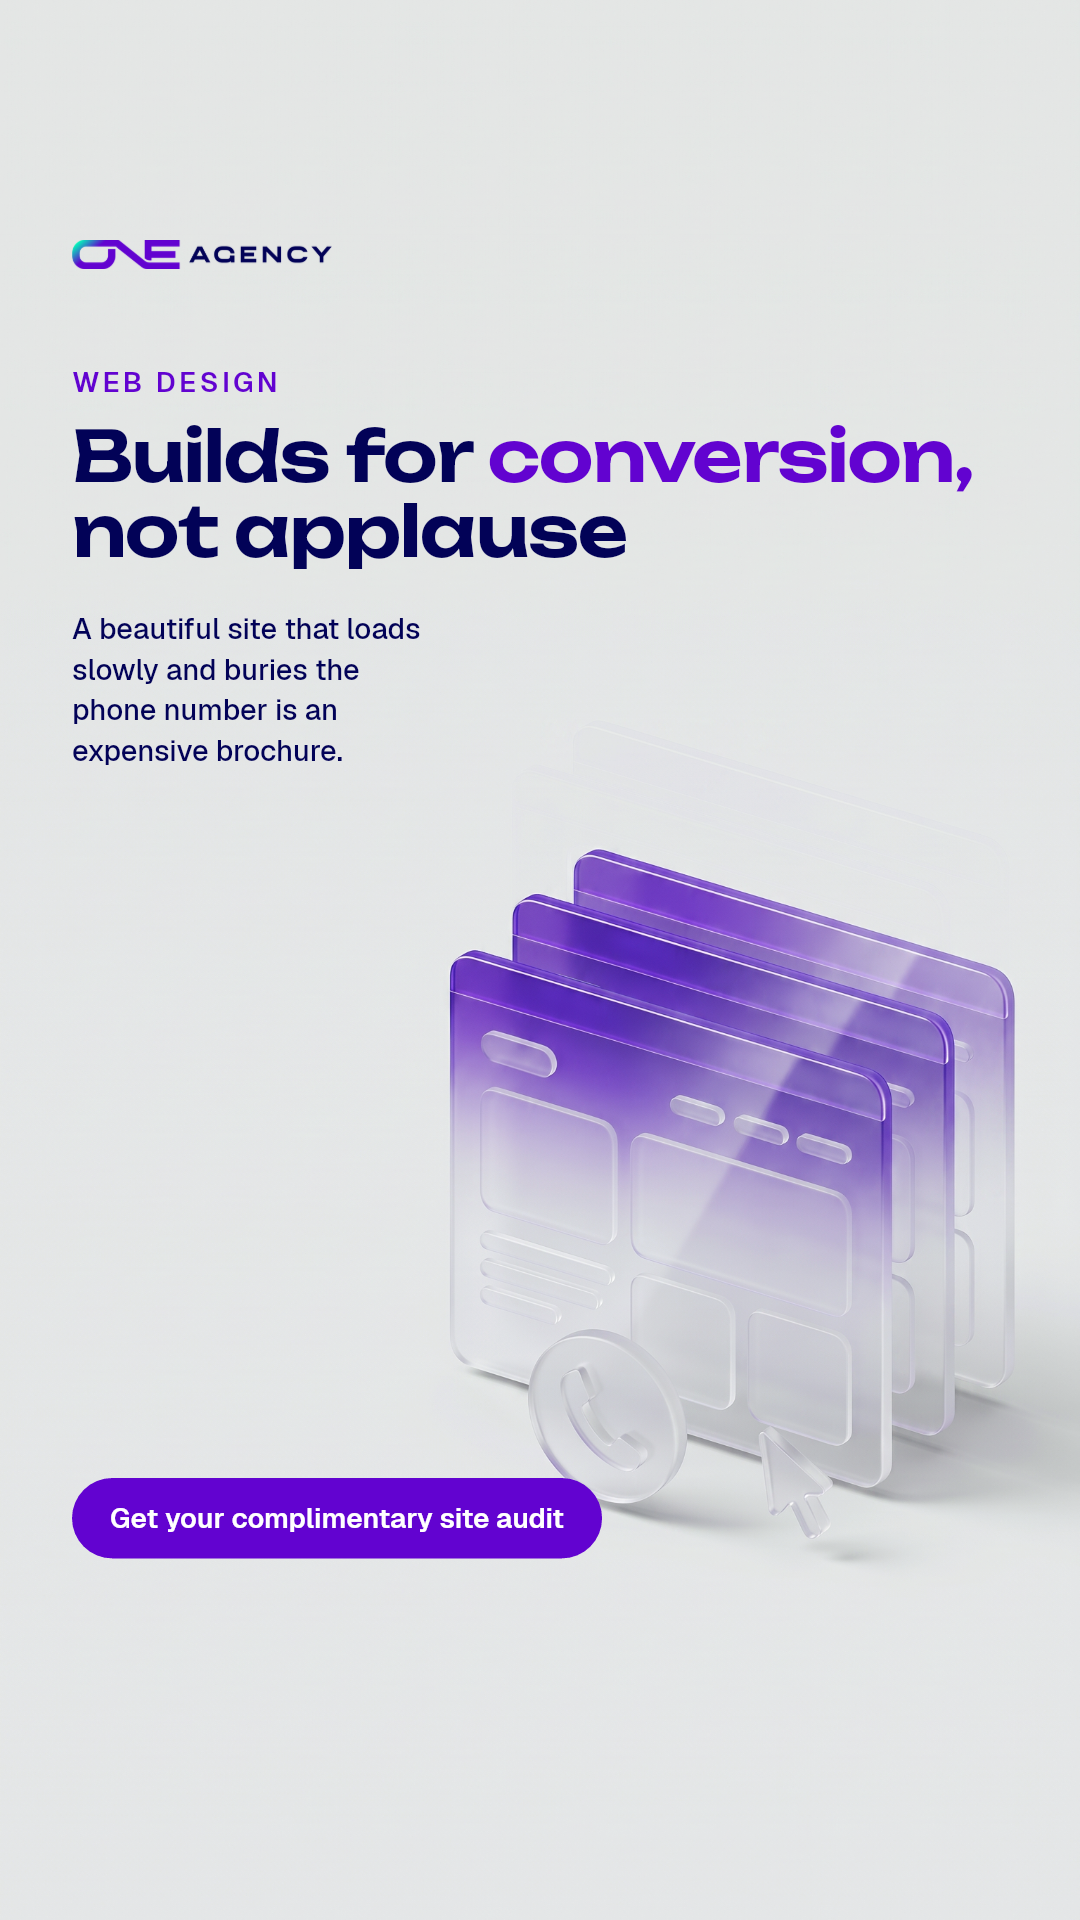 ONE AGENCY
WEB DESIGN
Builds for conversion,
not applause
A beautiful site that loads
slowly and buries the
phone number is an
expensive brochure.
Get your complimentary site audit